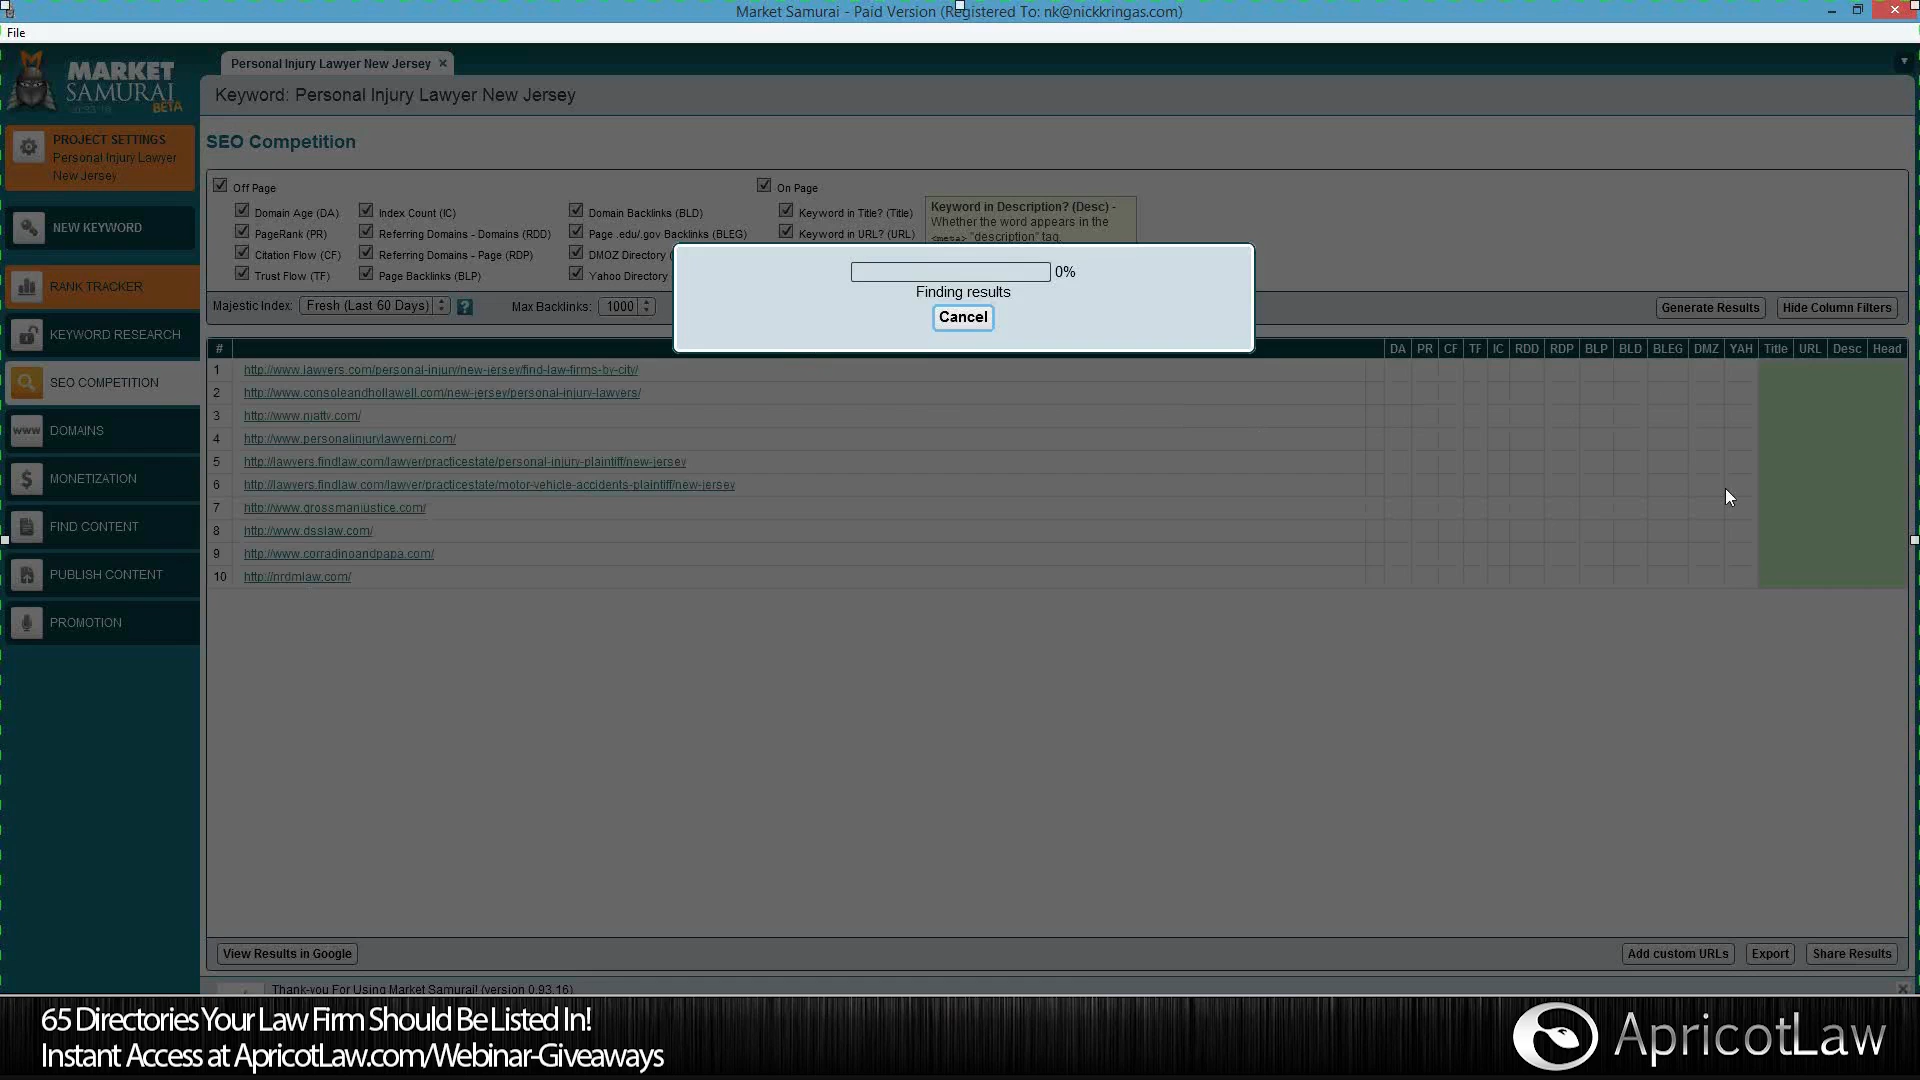 Market Samurai - Paid Version (Registered To: nk@nickkringas.com)
File
MARKET SAMURAI BETA
Personal Injury Lawyer New Jersey
Keyword: Personal Injury Lawyer New Jersey
PROJECT SETTINGS
Personal Injury Lawyer
New Jersey
NEW KEYWORD
RANK TRACKER
KEYWORD RESEARCH
SEO COMPETITION
DOMAINS
MONETIZATION
FIND CONTENT
PUBLISH CONTENT
PROMOTION
SEO Competition
Off Page
On Page
Domain Age (DA)
Index Count (IC)
Domain Backlinks (BLD)
Keyword in Title? (Title)
PageRank (PR)
Referring Domains - Domains (RDD)
Page .edu/.gov Backlinks (BLEG)
Keyword in URL? (URL)
Citation Flow (CF)
Referring Domains - Page (RDP)
DMOZ Directory (
Trust Flow (TF)
Page Backlinks (BLP)
Yahoo Directory
Keyword in Description? (Desc) -
Whether the word appears in the
<meta> "description" tag.
0%
Finding results
Cancel
Majestic Index: Fresh (Last 60 Days) ? Max Backlinks: 1000
Generate Results Hide Column Filters
# DA PR CF TF IC RDD RDP BLP BLD BLEG DMZ YAH Title URL Desc Head
1 http://www.lawyers.com/personal-injury/new-jersey/find-law-firms-by-city/
2 http://www.consoleandhollawell.com/new-jersey/personal-injury-lawyers/
3 http://www.njatty.com/
4 http://www.personalinjurylawyernj.com/
5 http://lawyers.findlaw.com/lawyer/practicestate/personal-injury-plaintiff/new-jersey
6 http://lawyers.findlaw.com/lawyer/practicestate/motor-vehicle-accidents-plaintiff/new-jersey
7 http://www.grossmanjustice.com/
8 http://www.dsslaw.com/
9 http://www.corradinoandpapa.com/
10 http://nrdmlaw.com/
View Results in Google
Add custom URLs Export Share Results
Thank-you For Using Market Samurai! (version 0.93.16)
65 Directories Your Law Firm Should Be Listed In!
Instant Access at ApricotLaw.com/Webinar-Giveaways
ApricotLaw